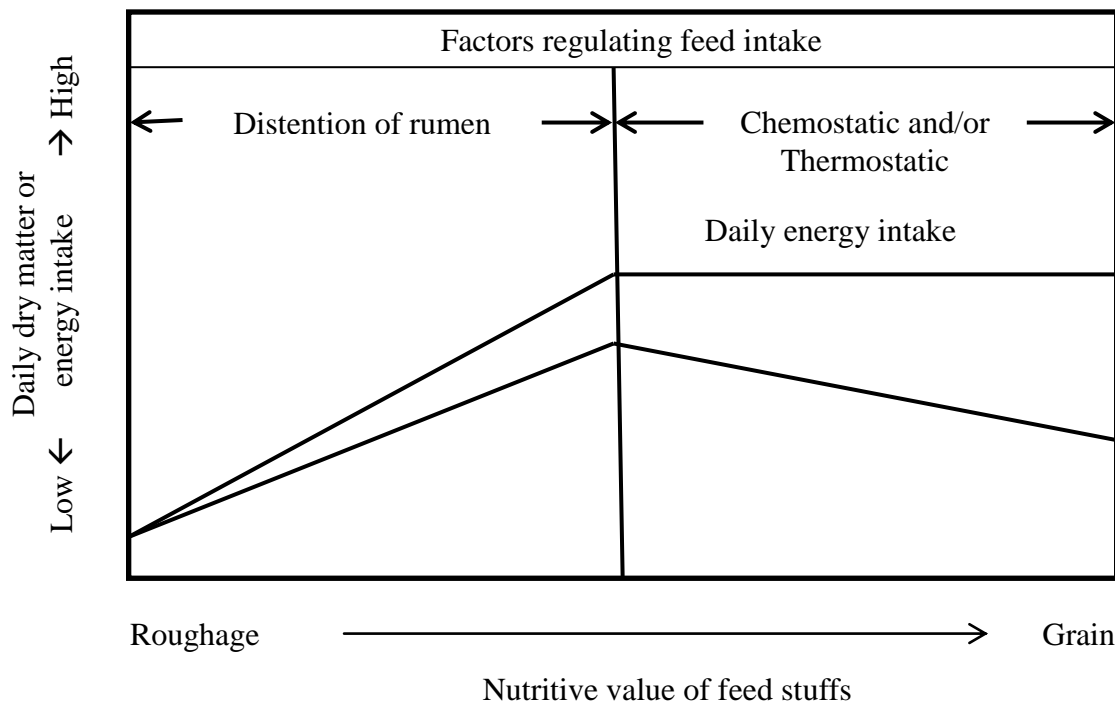 Factors regulating feed intake
Distention of rumen
Chemostatic and/or
Thermostatic
Daily energy intake
Daily dry matter or
Low ← energy intake → High
Roughage
Grain
Nutritive value of feed stuffs